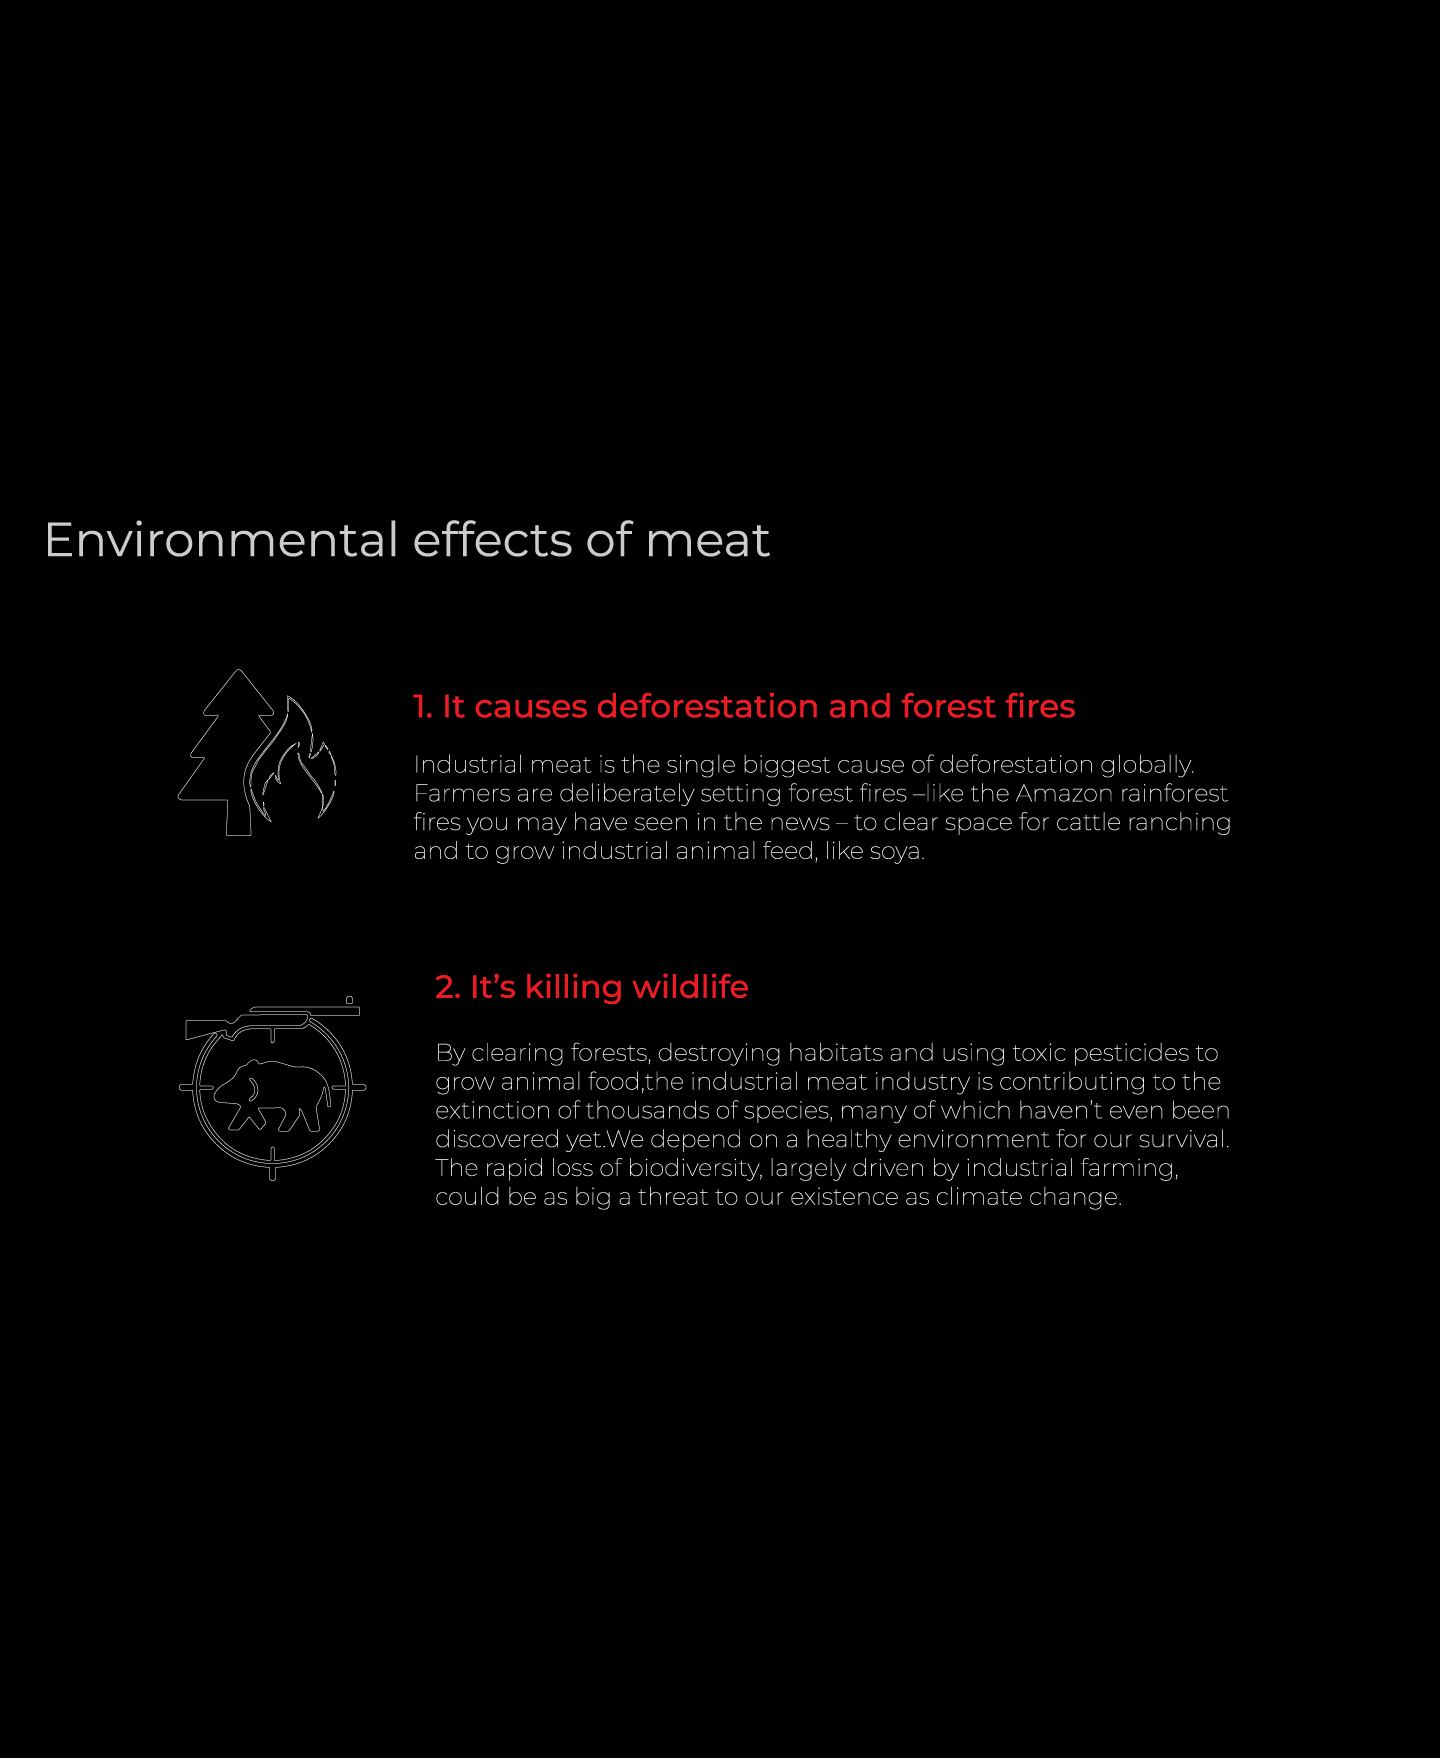 Environmental effects of meat
1. It causes deforestation and forest fires
Industrial meat is the single biggest cause of deforestation globally.
Farmers are deliberately setting forest fires –like the Amazon rainforest
fires you may have seen in the news – to clear space for cattle ranching
and to grow industrial animal feed, like soya.
2. It’s killing wildlife
By clearing forests, destroying habitats and using toxic pesticides to
grow animal food,the industrial meat industry is contributing to the
extinction of thousands of species, many of which haven’t even been
discovered yet.We depend on a healthy environment for our survival.
The rapid loss of biodiversity, largely driven by industrial farming,
could be as big a threat to our existence as climate change.